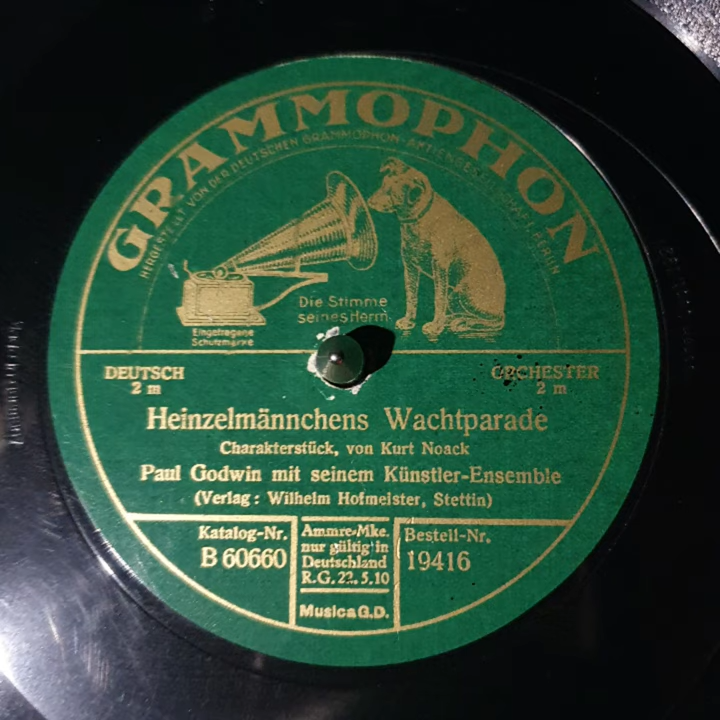 GRAMMOPHON
HERGESTELLT VON DER DEUTSCHEN GRAMMOPHON-AKTIENGESELLSCHAFT, BERLIN
Die Stimme
seines Herrn
Eingetragene
Schutzmarke
DEUTSCH
2 m
ORCHESTER
2 m
Heinzelmännchens Wachtparade
Charakterstück, von Kurt Noack
Paul Godwin mit seinem Künstler-Ensemble
(Verlag: Wilhelm Hofmeister, Stettin)
Katalog-Nr.
B 60660
Ammre-Mke.
nur gültig in
Deutschland
R.G. 22.5.10
Musica G.D.
Bestell-Nr.
19416